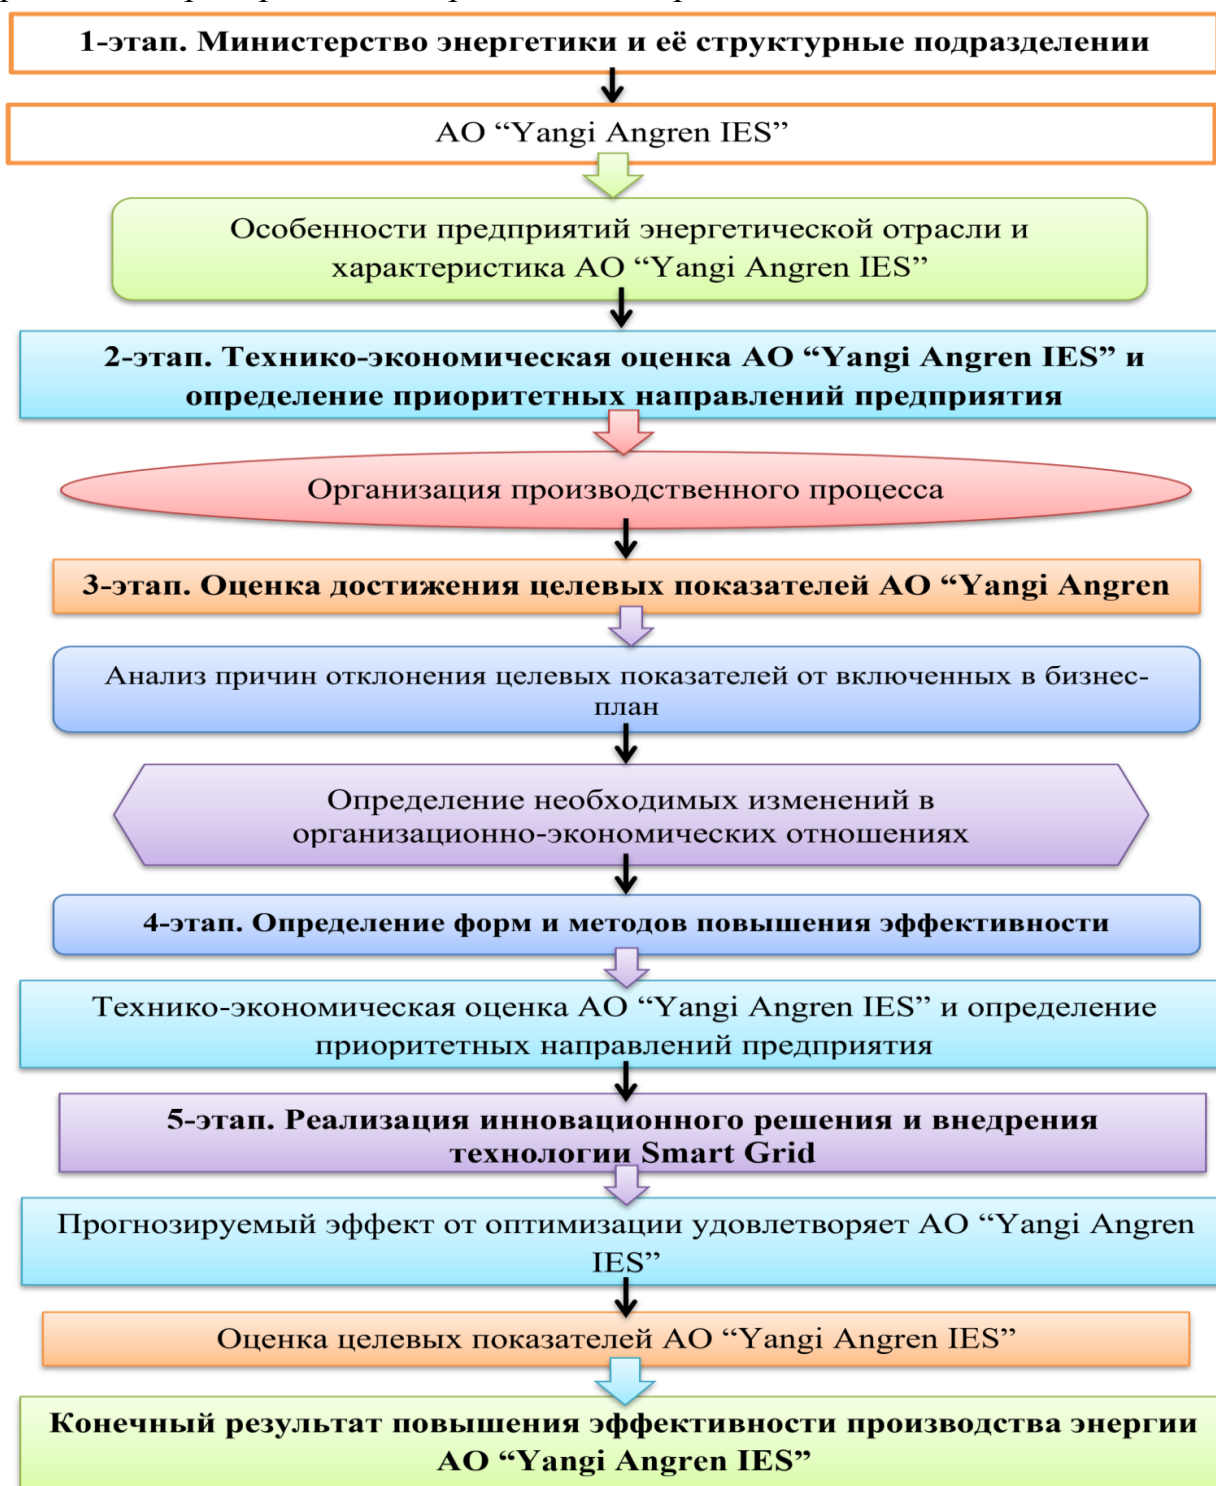 1-этап. Министерство энергетики и её структурные подразделении
АО “Yangi Angren IES”
Особенности предприятий энергетической отрасли и
характеристика АО “Yangi Angren IES”
2-этап. Технико-экономическая оценка АО “Yangi Angren IES” и
определение приоритетных направлений предприятия
Организация производственного процесса
3-этап. Оценка достижения целевых показателей АО “Yangi Angren
Анализ причин отклонения целевых показателей от включенных в бизнес-
план
Определение необходимых изменений в
организационно-экономических отношениях
4-этап. Определение форм и методов повышения эффективности
Технико-экономическая оценка АО “Yangi Angren IES” и определение
приоритетных направлений предприятия
5-этап. Реализация инновационного решения и внедрения
технологии Smart Grid
Прогнозируемый эффект от оптимизации удовлетворяет АО “Yangi Angren
IES”
Оценка целевых показателей АО “Yangi Angren IES”
Конечный результат повышения эффективности производства энергии
АО “Yangi Angren IES”